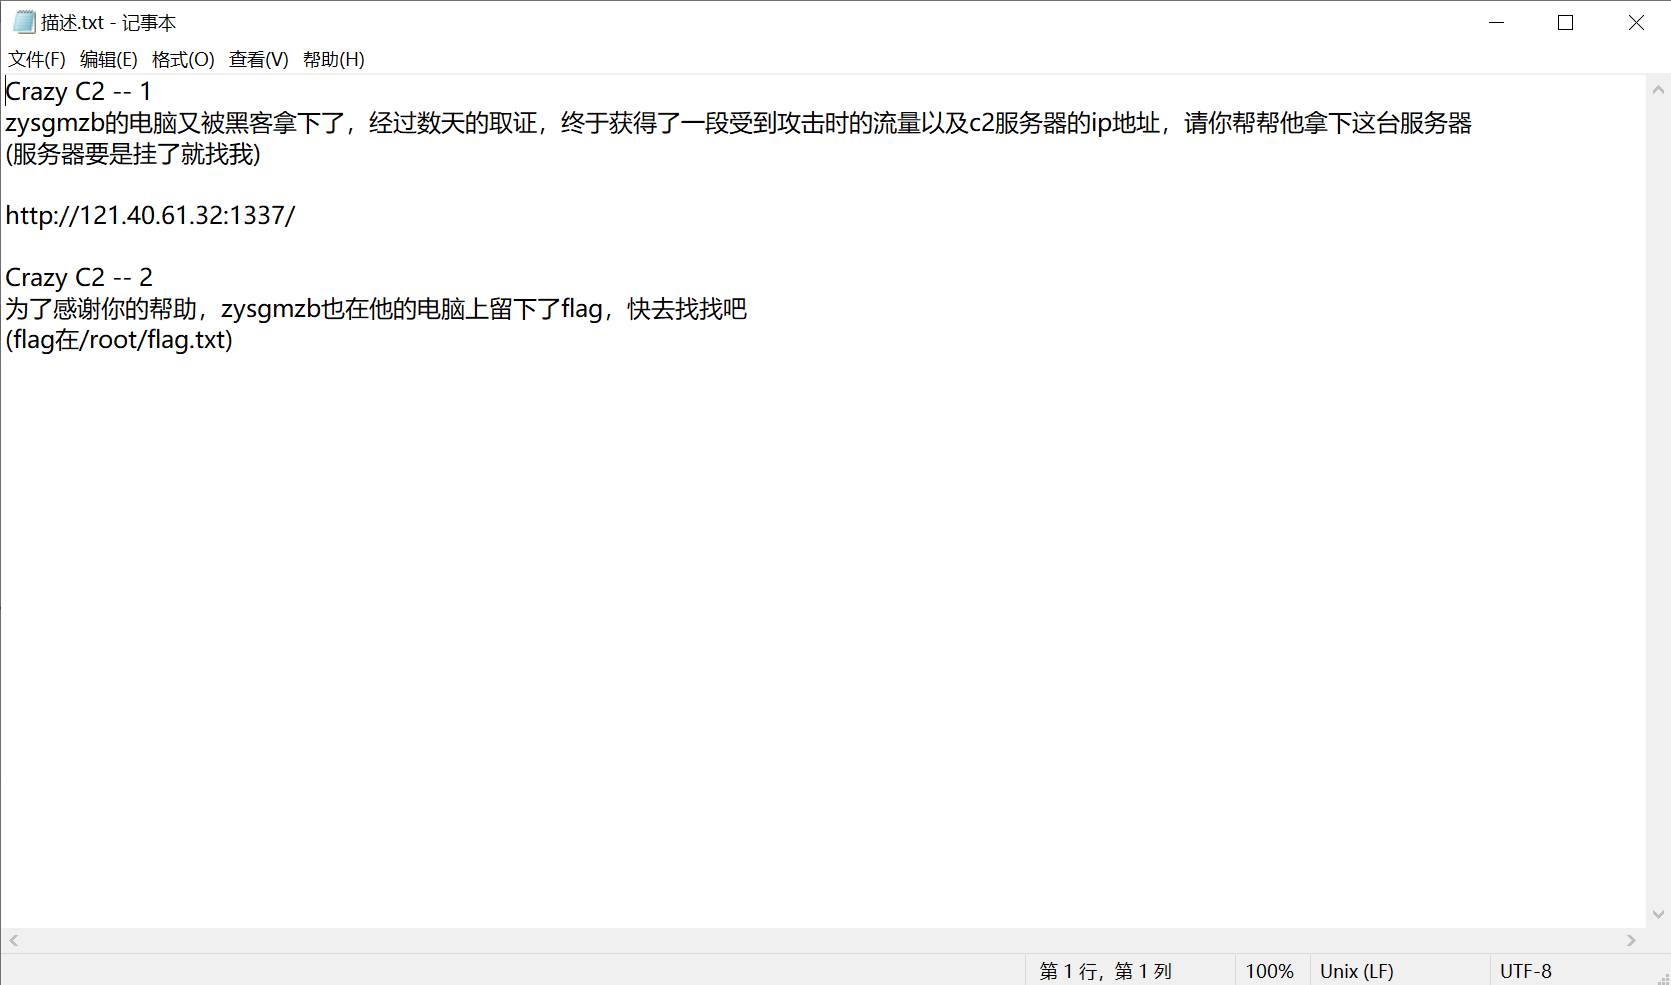 描述.txt - 记事本
文件(F) 编辑(E) 格式(O) 查看(V) 帮助(H)
Crazy C2 -- 1
zysgmzb的电脑又被黑客拿下了，经过数天的取证，终于获得了一段受到攻击时的流量以及c2服务器的ip地址，请你帮帮他拿下这台服务器
(服务器要是挂了就找我)
http://121.40.61.32:1337/
Crazy C2 -- 2
为了感谢你的帮助，zysgmzb也在他的电脑上留下了flag，快去找找吧
(flag在/root/flag.txt)
第 1 行，第 1 列 100% Unix (LF) UTF-8